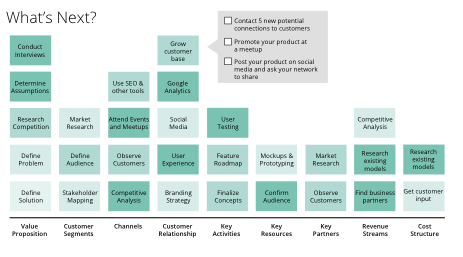 What's Next?
Contact 5 new potential
connections to customers
Promote your product at
a meetup
Post your product on social
media and ask your network
to share
Conduct
Interviews
Grow
customer
base
Determine
Assumptions
Use SEO &
other tools
Google
Analytics
Research
Competition
Market
Research
Attend Events
and Meetups
Social
Media
User
Testing
Competitive
Analysis
Define
Problem
Define
Audience
Observe
Customers
User
Experience
Feature
Roadmap
Mockups &
Prototyping
Market
Research
Research
existing
models
Research
existing
models
Define
Solution
Stakeholder
Mapping
Competitive
Analysis
Branding
Strategy
Finalize
Concepts
Confirm
Audience
Observe
Customers
Find business
partners
Get customer
input
Value
Proposition
Customer
Segments
Channels
Customer
Relationship
Key
Activities
Key
Resources
Key
Partners
Revenue
Streams
Cost
Structure